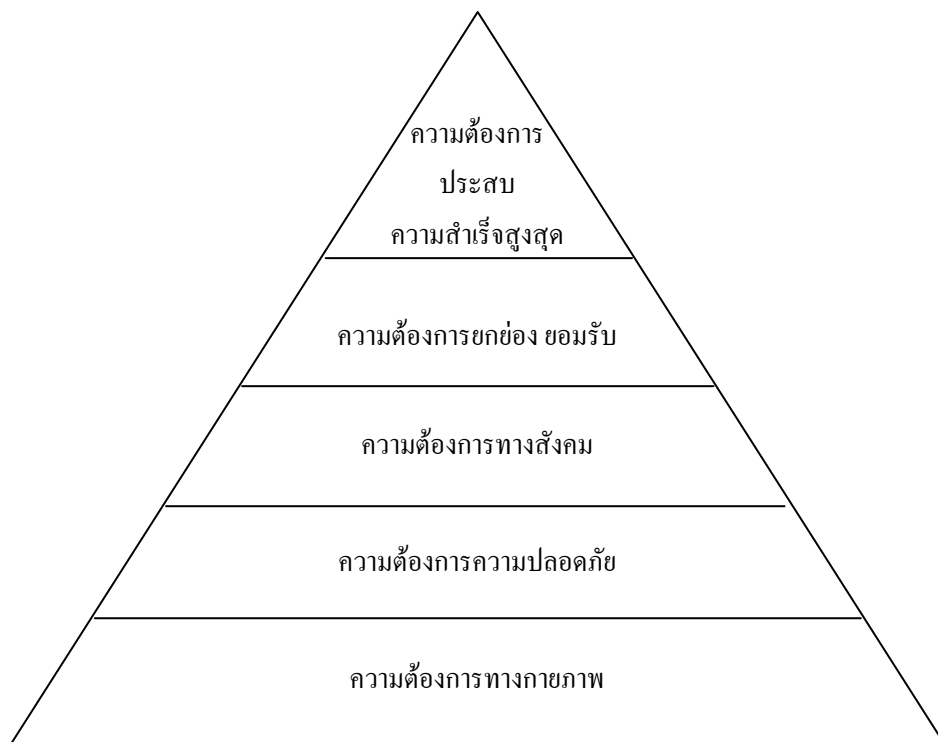 ความต้องการ
ประสบ
ความสำเร็จสูงสุด
ความต้องการยกย่อง ยอมรับ
ความต้องการทางสังคม
ความต้องการความปลอดภัย
ความต้องการทางกายภาพ